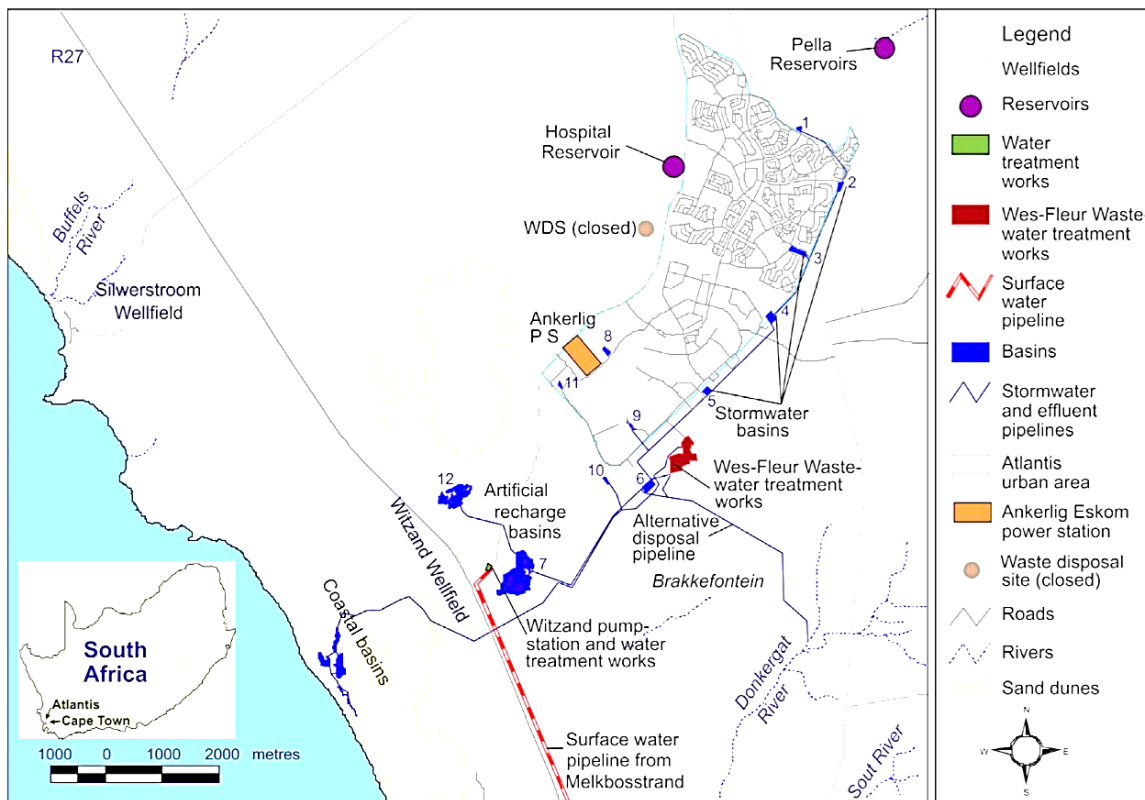 R27
Pella
Reservoirs
Hospital
Reservoir
1
2
WDS (closed)
3
Buffels
River
Silwerstroom
Wellfield
Ankerlig
P S
8
4
11
5
Stormwater
basins
9
10
6
Wes-Fleur Waste-
water treatment
works
12
Artificial
recharge
basins
7
Alternative
disposal
pipeline
Brakkefontein
Witzand Wellfield
Coastal basins
Witzand pump-
station and water
treatment works
Donkergat
River
Sout River
Surface water
pipeline from
Melkbosstrand
South
Africa
Atlantis
Cape Town
1000 0 1000 2000 metres
Legend
Wellfields
Reservoirs
Water
treatment
works
Wes-Fleur Waste
water treatment
works
Surface
water
pipeline
Basins
Stormwater
and effluent
pipelines
Atlantis
urban area
Ankerlig Eskom
power station
Waste disposal
site (closed)
Roads
Rivers
Sand dunes
N
W E
S